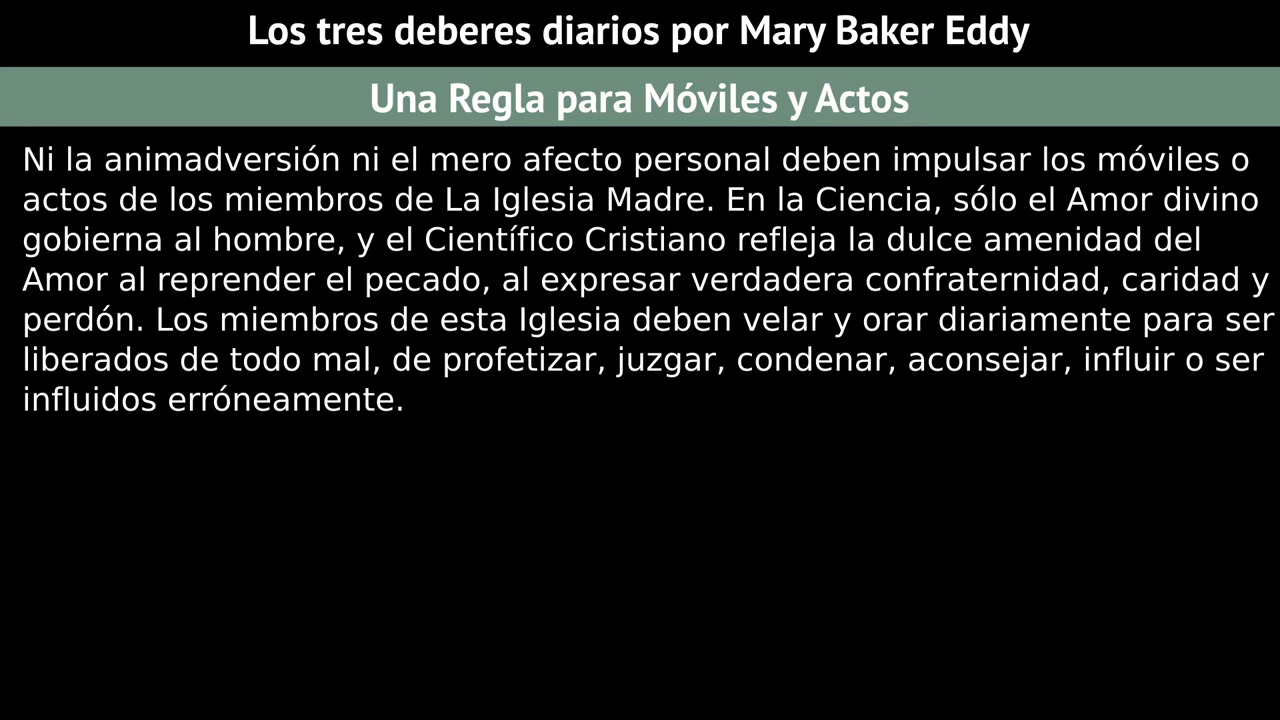 Los tres deberes diarios por Mary Baker Eddy
Una Regla para Móviles y Actos
Ni la animadversión ni el mero afecto personal deben impulsar los móviles o
actos de los miembros de La Iglesia Madre. En la Ciencia, sólo el Amor divino
gobierna al hombre, y el Científico Cristiano refleja la dulce amenidad del
Amor al reprender el pecado, al expresar verdadera confraternidad, caridad y
perdón. Los miembros de esta Iglesia deben velar y orar diariamente para ser
liberados de todo mal, de profetizar, juzgar, condenar, aconsejar, influir o ser
influidos erróneamente.